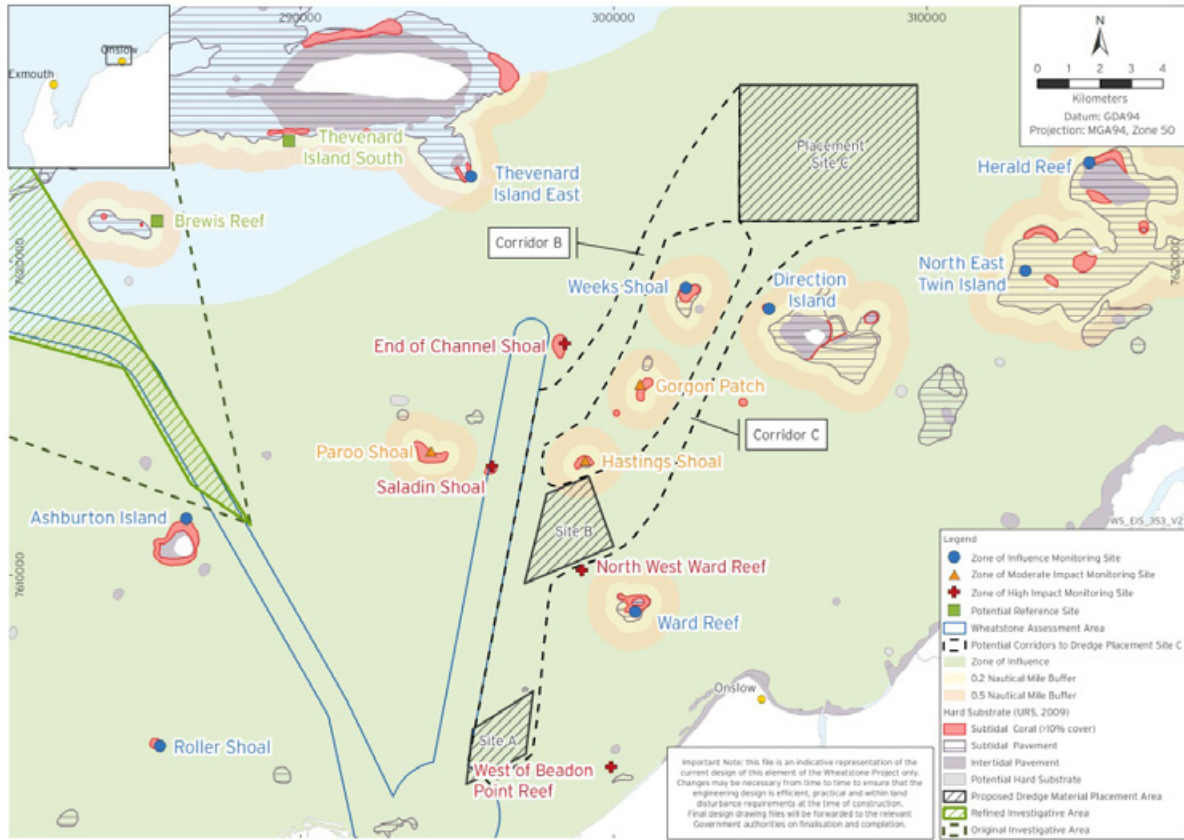 290000
300000
310000
Onslow
Exmouth
N
0 1 2 3 4
Kilometers
Datum: GDA94
Projection: MGA94, Zone 50
Thevenard
Island South
Thevenard
Island East
Brewis Reef
Placement
Site C
Herald Reef
Corridor B
7620000
7620000
Weeks Shoal
Direction
Island
North East
Twin Island
End of Channel Shoal
Gorgon Patch
Corridor C
Paroo Shoal
Saladin Shoal
Hastings Shoal
Ashburton Island
Site B
WS_EIS_353_V2
North West Ward Reef
7610000
7610000
Ward Reef
Onslow
Roller Shoal
Site A
West of Beadon
Point Reef
Legend
Zone of Influence Monitoring Site
Zone of Moderate Impact Monitoring Site
Zone of High Impact Monitoring Site
Potential Reference Site
Wheatstone Assessment Area
Potential Corridors to Dredge Placement Site C
Zone of Influence
0.2 Nautical Mile Buffer
0.5 Nautical Mile Buffer
Hard Substrate (URS, 2009)
Subtidal Coral (>10% cover)
Subtidal Pavement
Intertidal Pavement
Potential Hard Substrate
Proposed Dredge Material Placement Area
Refined Investigative Area
Original Investigative Area
Important Note: this file is an indicative representation of the
current design of this element of the Wheatstone Project only.
Changes may be necessary from time to time to ensure that the
engineering design is efficient, practical and within land
disturbance requirements at the time of construction.
Final design drawing files will be forwarded to the relevant
Government authorities on finalisation and completion.